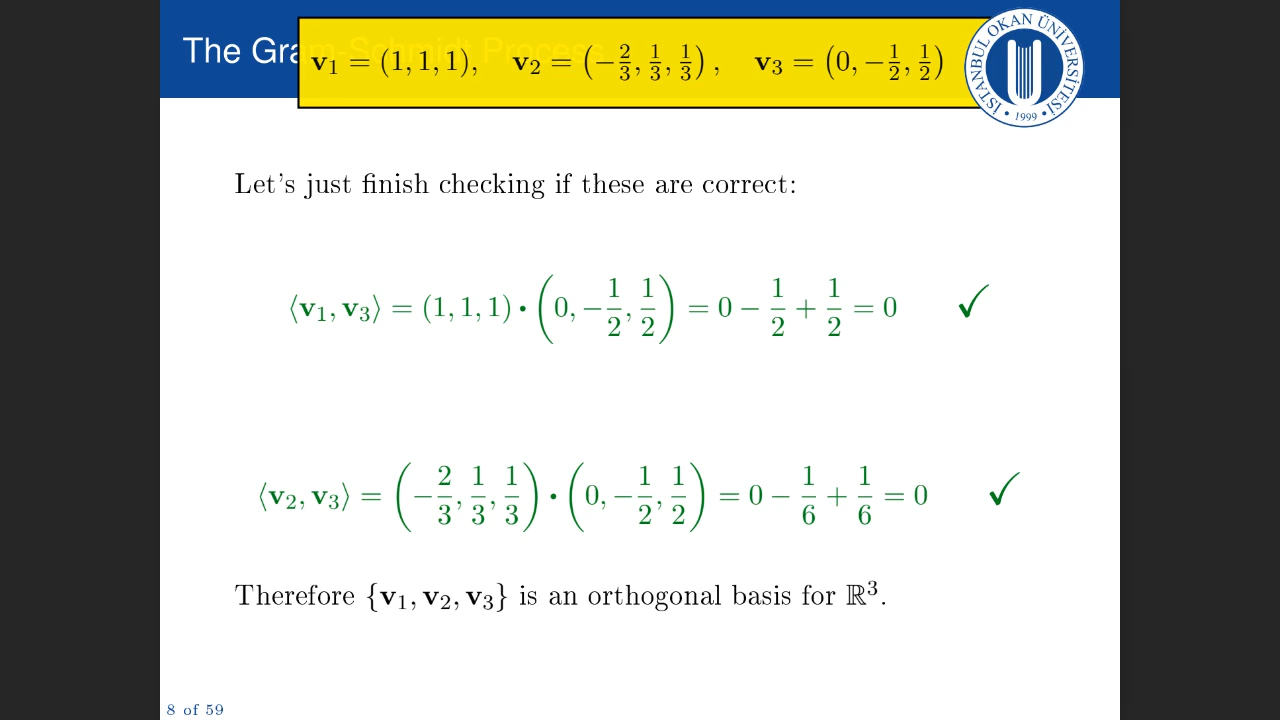 The Gram-Schmidt Process
v₁ = (1, 1, 1), v₂ = (−2/3, 1/3, 1/3), v₃ = (0, −1/2, 1/2)
İSTANBUL OKAN ÜNİVERSİTESİ • 1999 •
Let's just finish checking if these are correct:
⟨v₁, v₃⟩ = (1, 1, 1) • (0, −1/2, 1/2) = 0 − 1/2 + 1/2 = 0 ✓
⟨v₂, v₃⟩ = (−2/3, 1/3, 1/3) • (0, −1/2, 1/2) = 0 − 1/6 + 1/6 = 0 ✓
Therefore {v₁, v₂, v₃} is an orthogonal basis for ℝ³.
8 of 59